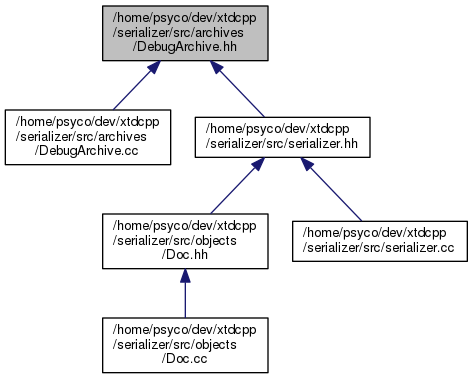 /home/psyco/dev/xtdcpp
/serializer/src/archives
/DebugArchive.hh
/home/psyco/dev/xtdcpp
/serializer/src/archives
/DebugArchive.cc
/home/psyco/dev/xtdcpp
/serializer/src/serializer.hh
/home/psyco/dev/xtdcpp
/serializer/src/objects
/Doc.hh
/home/psyco/dev/xtdcpp
/serializer/src/serializer.cc
/home/psyco/dev/xtdcpp
/serializer/src/objects
/Doc.cc